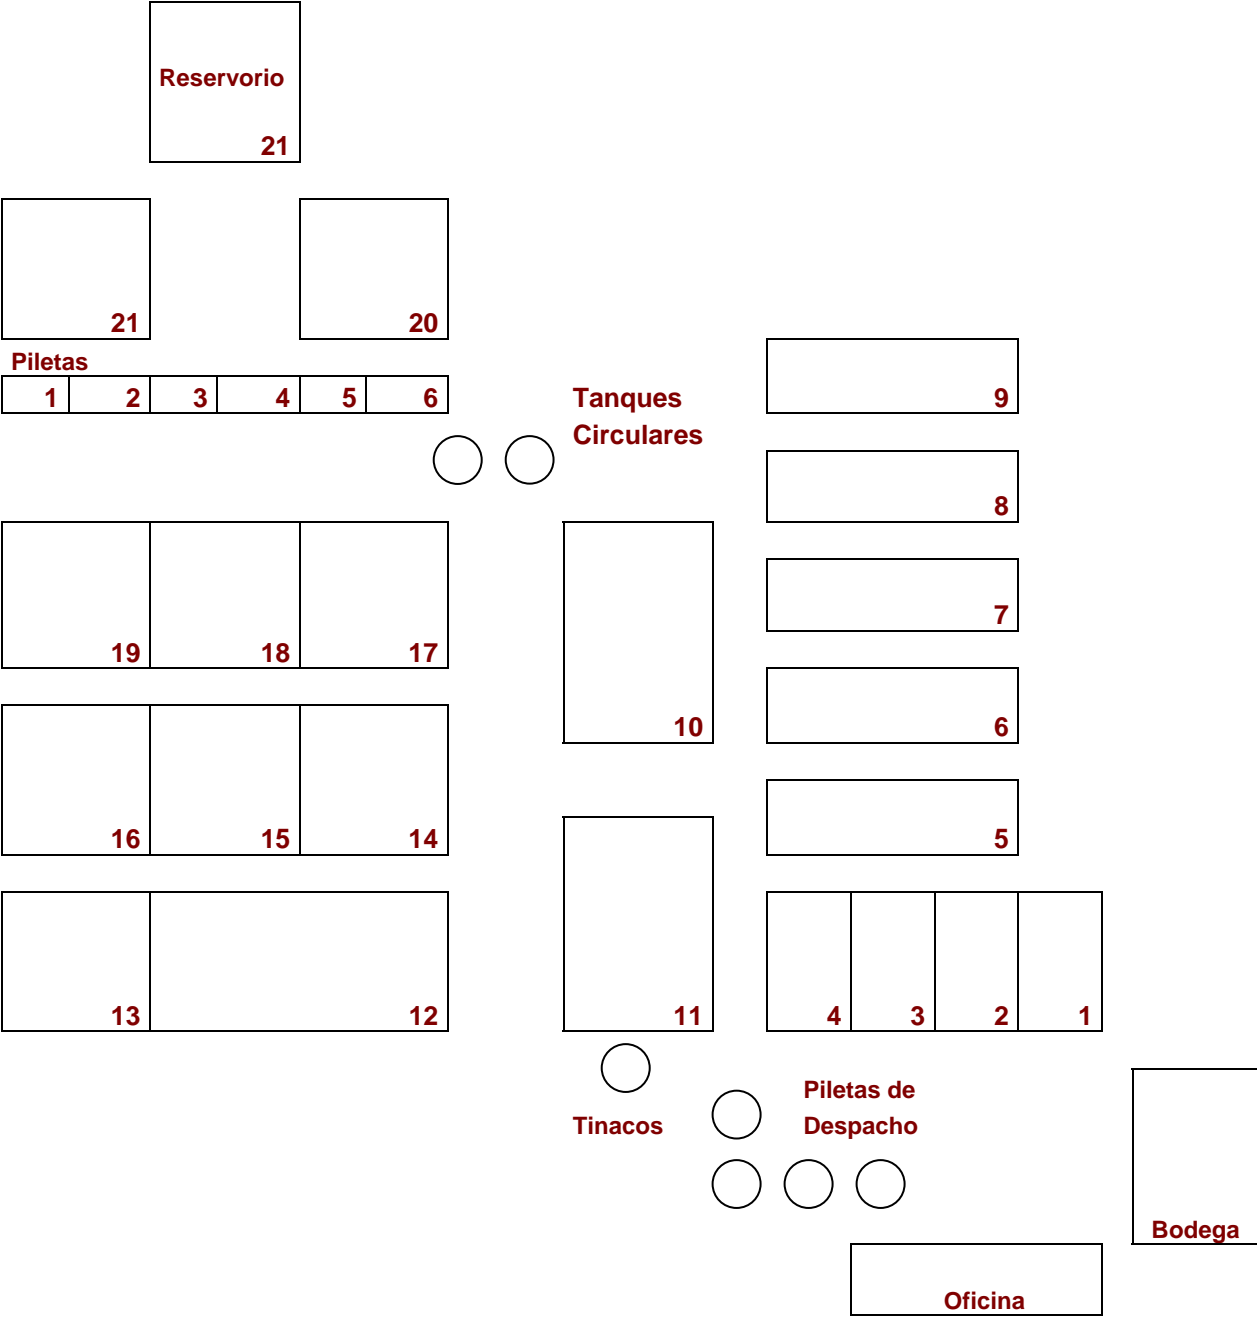 Reservorio
21
21 20
Piletas
1 2 3 4 5 6
Tanques
Circulares
9
8
7
19 18 17
10
6
16 15 14
5
13 12
11
4 3 2 1
Tinacos
Piletas de
Despacho
Bodega
Oficina